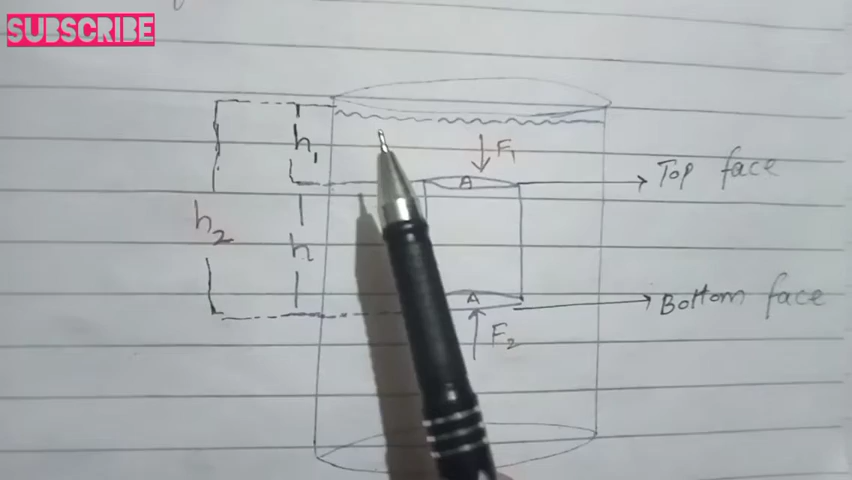 SUBSCRIBE
h₁
F₁
A
Top face
h₂
h
A
Bottom face
F₂